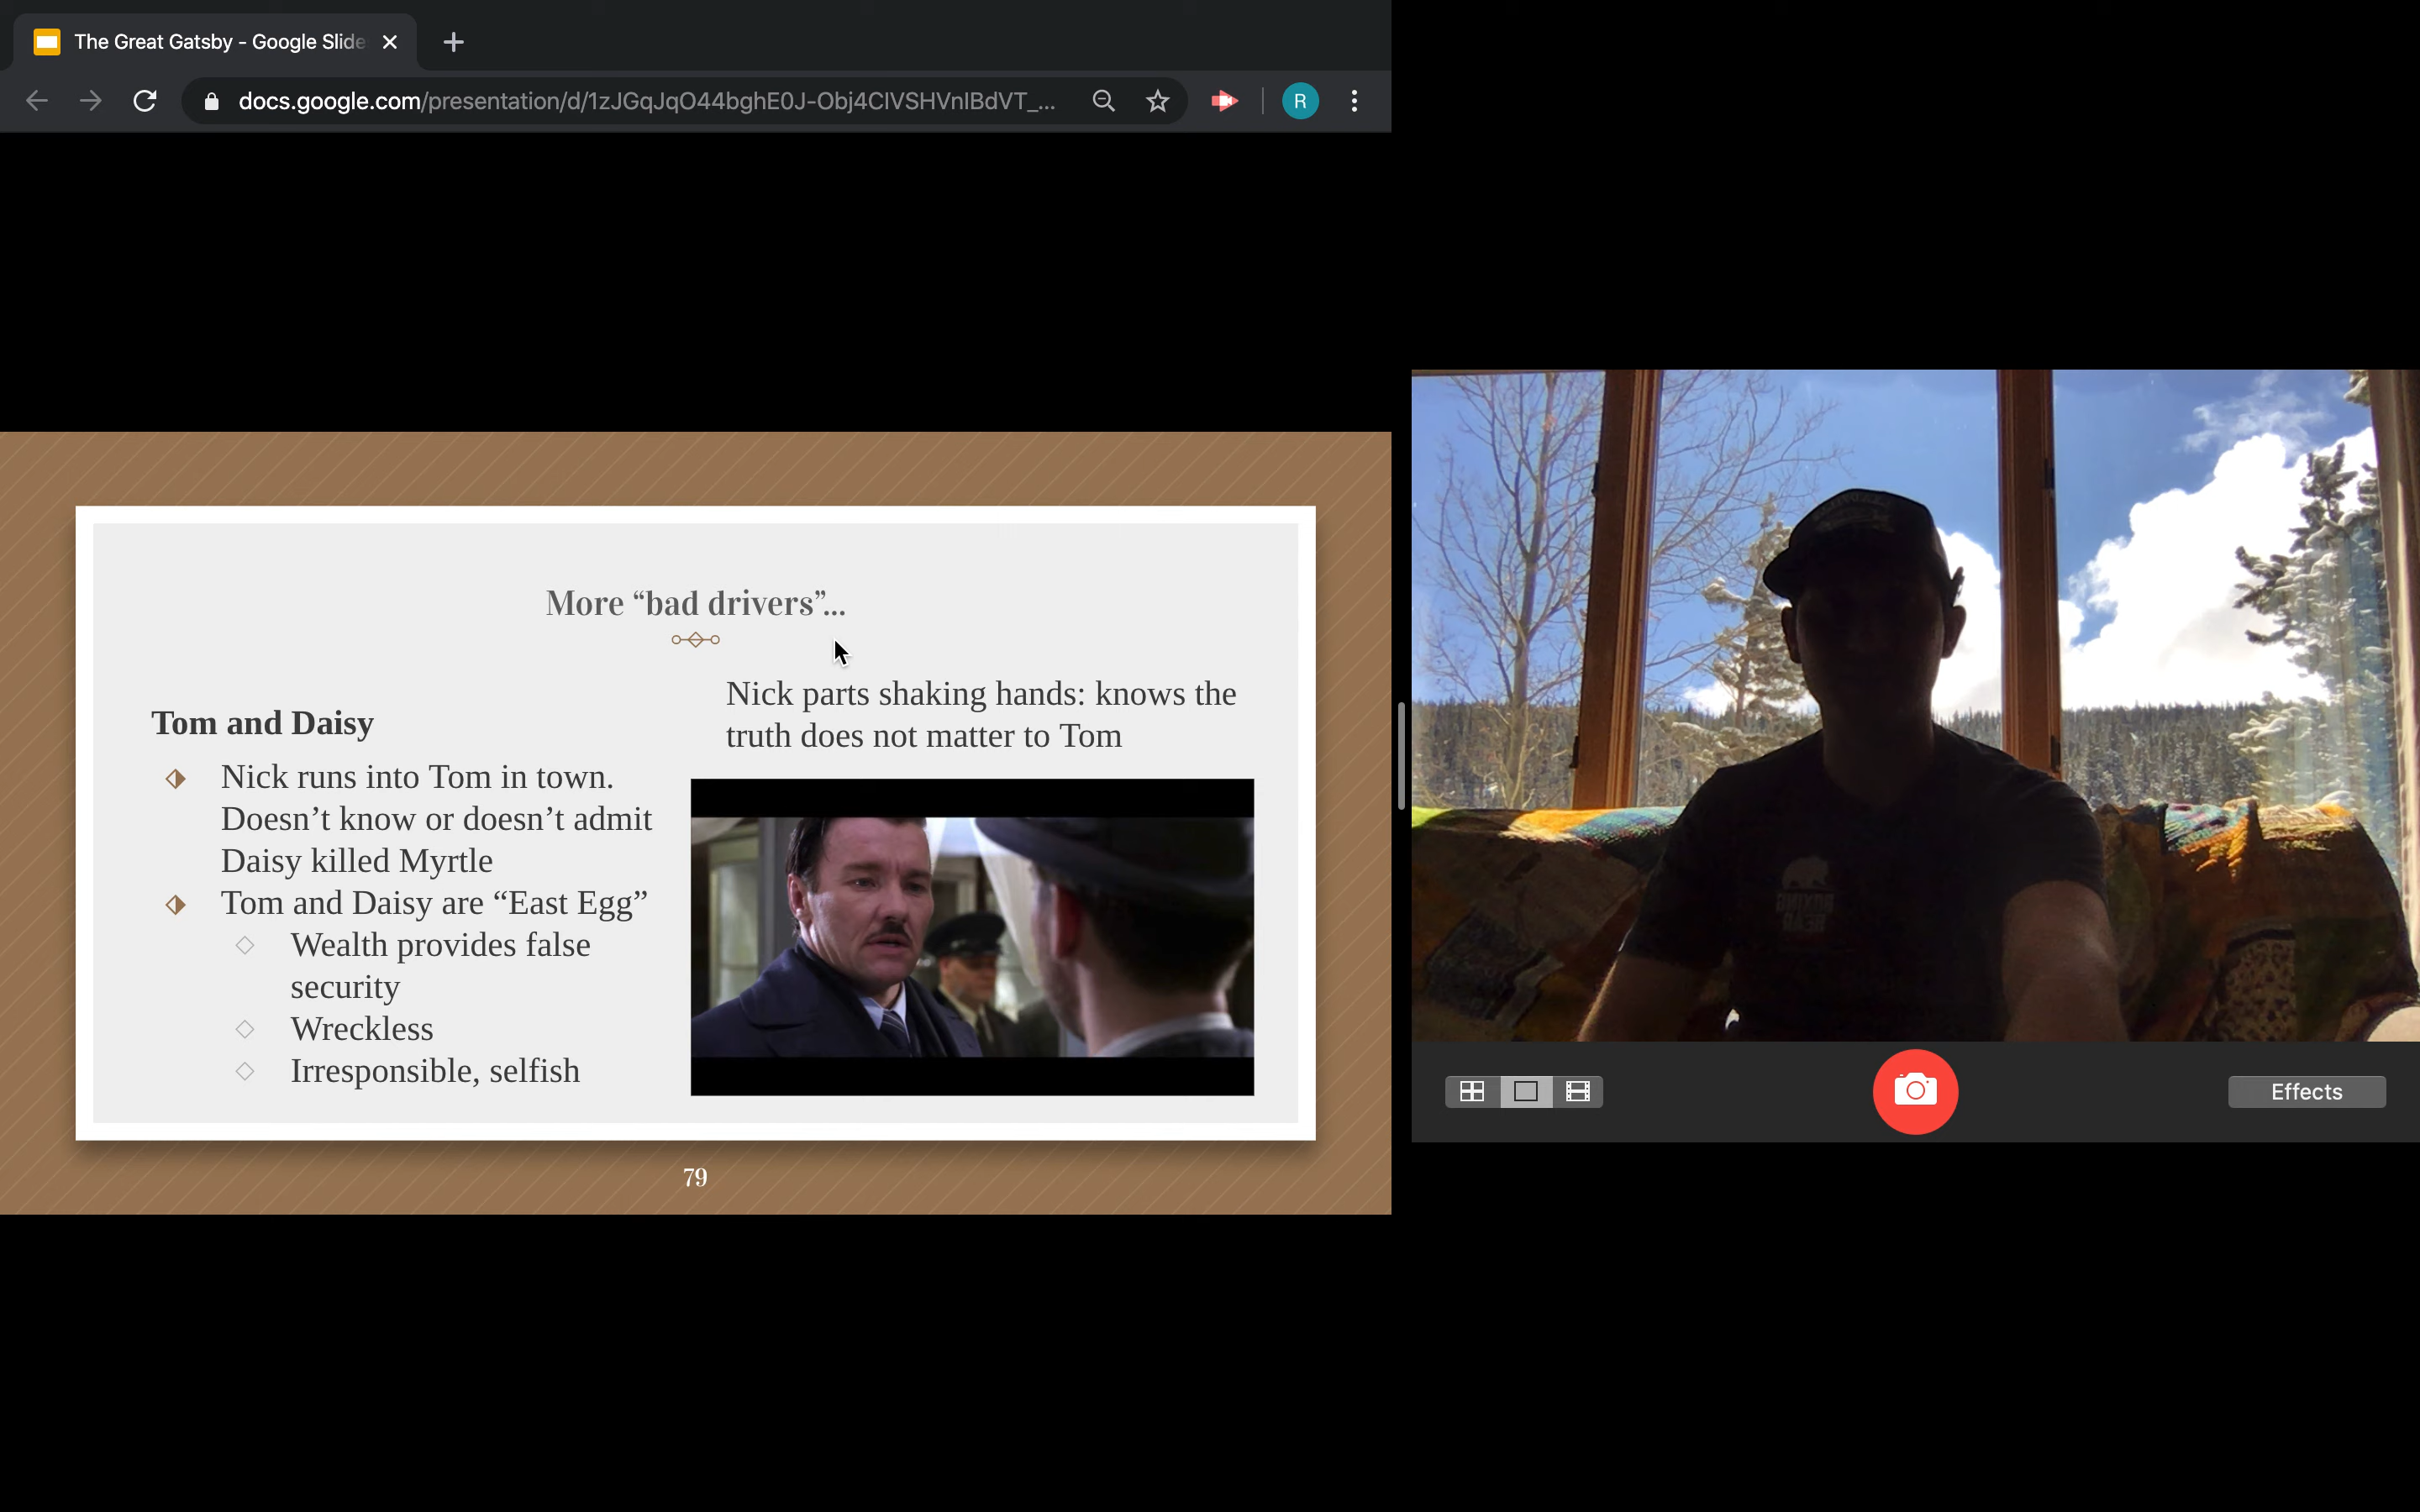 The Great Gatsby - Google Slide
docs.google.com/presentation/d/1zJGqJqO44bghE0J-Obj4CIVSHVnIBdVT_...
R
More “bad drivers”...
Tom and Daisy
Nick runs into Tom in town.
Doesn’t know or doesn’t admit
Daisy killed Myrtle
Tom and Daisy are “East Egg”
Wealth provides false
security
Wreckless
Irresponsible, selfish
Nick parts shaking hands: knows the
truth does not matter to Tom
79
Effects